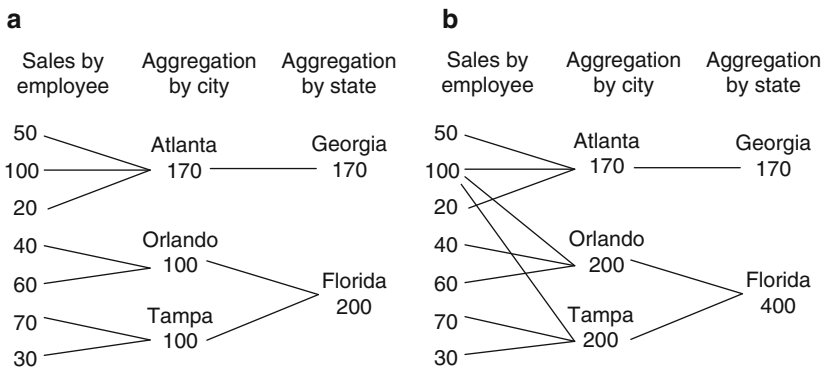 a
Sales by
employee
Aggregation
by city
Aggregation
by state
50
100
20
40
60
70
30
Atlanta
170
Orlando
100
Tampa
100
Georgia
170
Florida
200
b
Sales by
employee
Aggregation
by city
Aggregation
by state
50
100
20
40
60
70
30
Atlanta
170
Orlando
200
Tampa
200
Georgia
170
Florida
400